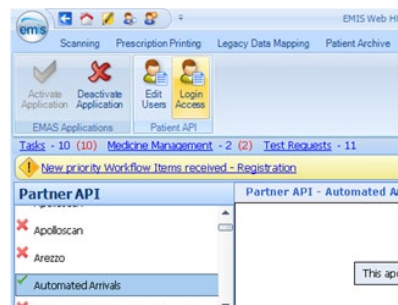 emis
EMIS Web H
Scanning Prescription Printing Legacy Data Mapping Patient Archive
Activate Application Deactivate Application Edit Users Login Access
EMAS Applications Patient API
Tasks - 10 (10) Medicine Management - 2 (2) Test Requests - 11
New priority Workflow Items received - Registration
Partner API
Partner API - Automated A
Apolloscan
Arezzo
This ap
Automated Arrivals